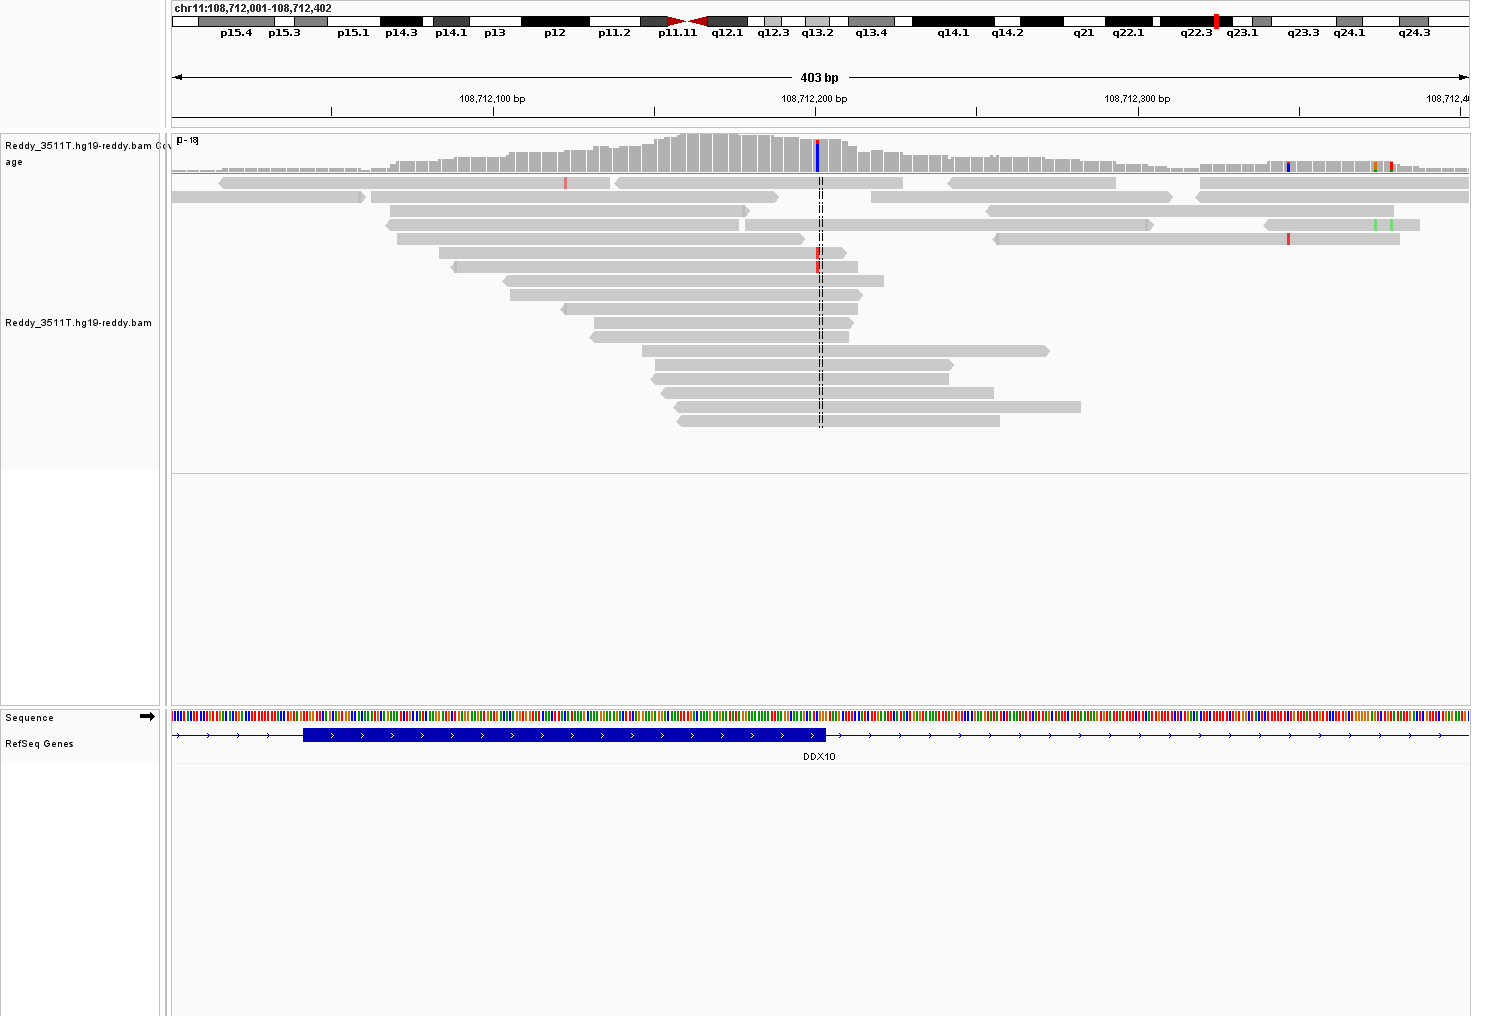 chr11:108,712,001-108,712,402
p15.4 p15.3 p15.1 p14.3 p14.1 p13 p12 p11.2 p11.11 q12.1 q12.3 q13.2 q13.4 q14.1 q14.2 q21 q22.1 q22.3 q23.1 q23.3 q24.1 q24.3
403 bp
108,712,100 bp 108,712,200 bp 108,712,300 bp 108,712,4
Reddy_3511T.hg19-reddy.bam Cov
age
[0 - 18]
Reddy_3511T.hg19-reddy.bam
Sequence
RefSeq Genes
DDX10